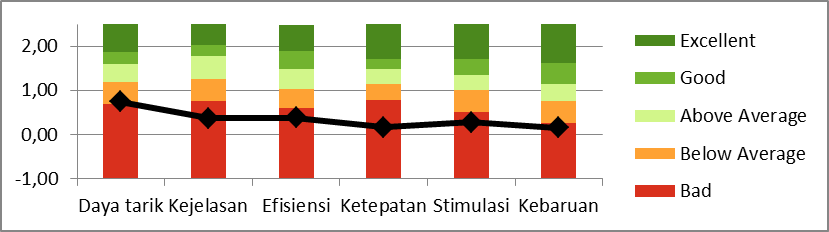 2,00
1,00
0,00
-1,00
Daya tarik Kejelasan Efisiensi Ketepatan Stimulasi Kebaruan
Excellent
Good
Above Average
Below Average
Bad